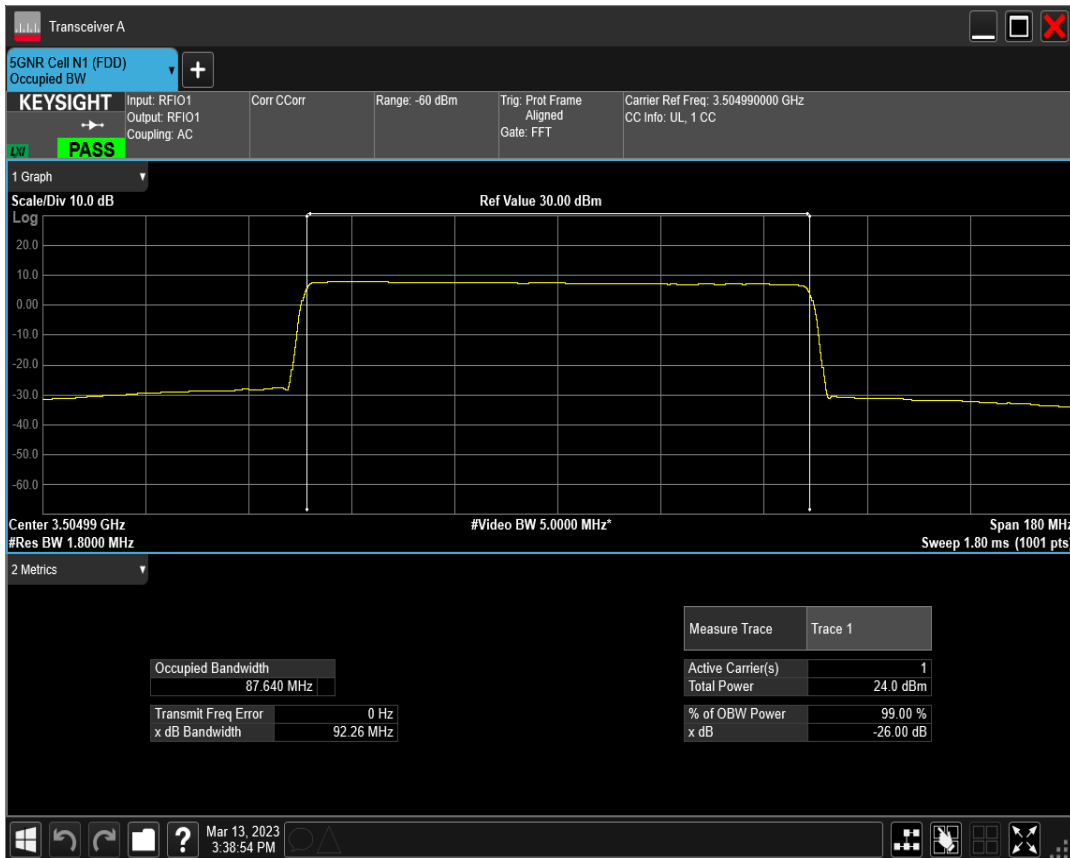 Transceiver A
5GNR Cell N1 (FDD)
Occupied BW
+
KEYSIGHT
LXI
PASS
Input: RFIO1
Output: RFIO1
Coupling: AC
Corr CCorr
Range: -60 dBm
Trig: Prot Frame
Aligned
Gate: FFT
Carrier Ref Freq: 3.504990000 GHz
CC Info: UL, 1 CC
1 Graph
Scale/Div 10.0 dB
Ref Value 30.00 dBm
Log
20.0
10.0
0.00
-10.0
-20.0
-30.0
-40.0
-50.0
-60.0
Center 3.50499 GHz
#Video BW 5.0000 MHz*
Span 180 MHz
#Res BW 1.8000 MHz
Sweep 1.80 ms (1001 pts)
2 Metrics
Measure Trace Trace 1
Occupied Bandwidth
87.640 MHz
Active Carrier(s) 1
Total Power 24.0 dBm
Transmit Freq Error 0 Hz
x dB Bandwidth 92.26 MHz
% of OBW Power 99.00 %
x dB -26.00 dB
?
Mar 13, 2023
3:38:54 PM